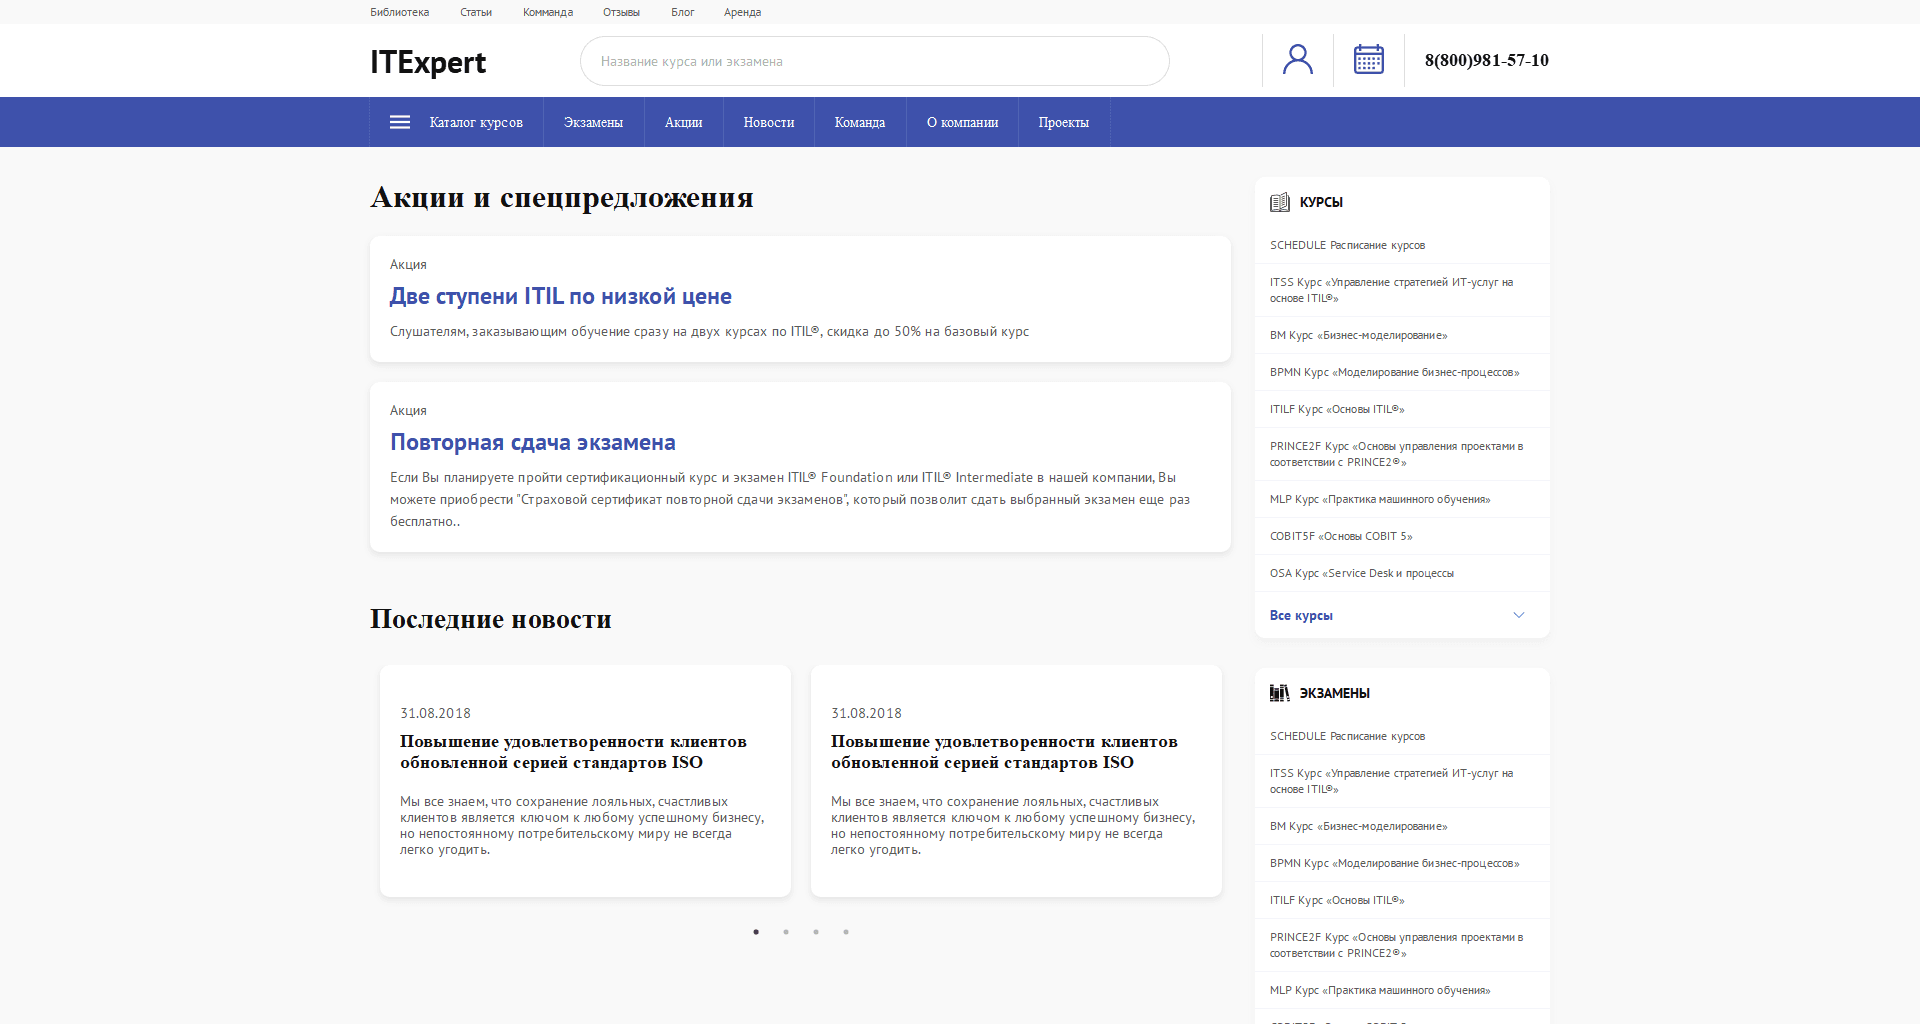 Библиотека Статьи Комманда Отзывы Блог Аренда
ITExpert
Название курса или экзамена
8(800)981-57-10
Каталог курсов Экзамены Акции Новости Команда О компании Проекты
Акции и спецпредложения
Акция
Две ступени ITIL по низкой цене
Слушателям, заказывающим обучение сразу на двух курсах по ITIL®, скидка до 50% на базовый курс
Акция
Повторная сдача экзамена
Если Вы планируете пройти сертификационный курс и экзамен ITIL® Foundation или ITIL® Intermediate в нашей компании, Вы
можете приобрести "Страховой сертификат повторной сдачи экзаменов", который позволит сдать выбранный экзамен еще раз
бесплатно..
Последние новости
31.08.2018
Повышение удовлетворенности клиентов
обновленной серией стандартов ISO
Мы все знаем, что сохранение лояльных, счастливых
клиентов является ключом к любому успешному бизнесу,
но непостоянному потребительскому миру не всегда
легко угодить.
31.08.2018
Повышение удовлетворенности клиентов
обновленной серией стандартов ISO
Мы все знаем, что сохранение лояльных, счастливых
клиентов является ключом к любому успешному бизнесу,
но непостоянному потребительскому миру не всегда
легко угодить.
КУРСЫ
SCHEDULE Расписание курсов
ITSS Курс «Управление стратегией ИТ-услуг на
основе ITIL®»
BM Курс «Бизнес-моделирование»
BPMN Курс «Моделирование бизнес-процессов»
ITILF Курс «Основы ITIL®»
PRINCE2F Курс «Основы управления проектами в
соответствии с PRINCE2®»
MLP Курс «Практика машинного обучения»
COBIT5F «Основы COBIT 5»
OSA Курс «Service Desk и процессы
Все курсы
ЭКЗАМЕНЫ
SCHEDULE Расписание курсов
ITSS Курс «Управление стратегией ИТ-услуг на
основе ITIL®»
BM Курс «Бизнес-моделирование»
BPMN Курс «Моделирование бизнес-процессов»
ITILF Курс «Основы ITIL®»
PRINCE2F Курс «Основы управления проектами в
соответствии с PRINCE2®»
MLP Курс «Практика машинного обучения»